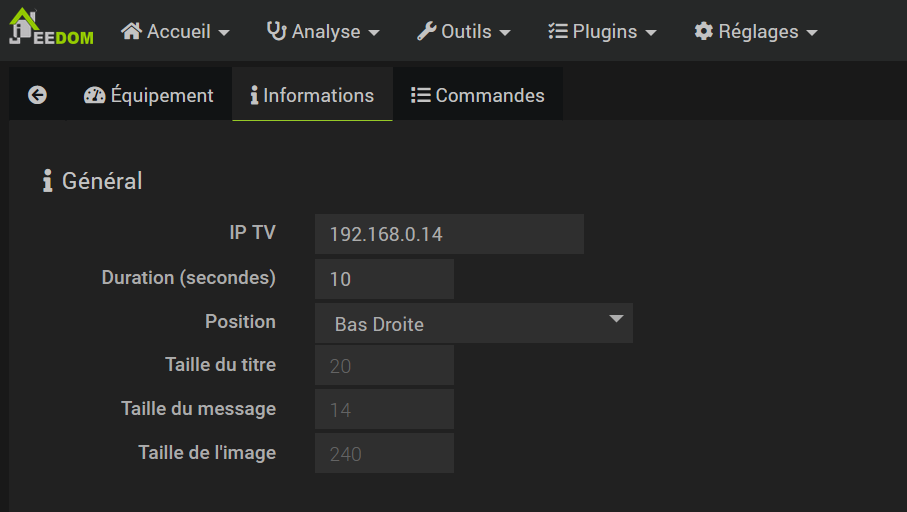 JEEDOM Accueil Analyse Outils Plugins Réglages
Équipement Informations Commandes
Général
IP TV 192.168.0.14
Duration (secondes) 10
Position Bas Droite
Taille du titre 20
Taille du message 14
Taille de l'image 240